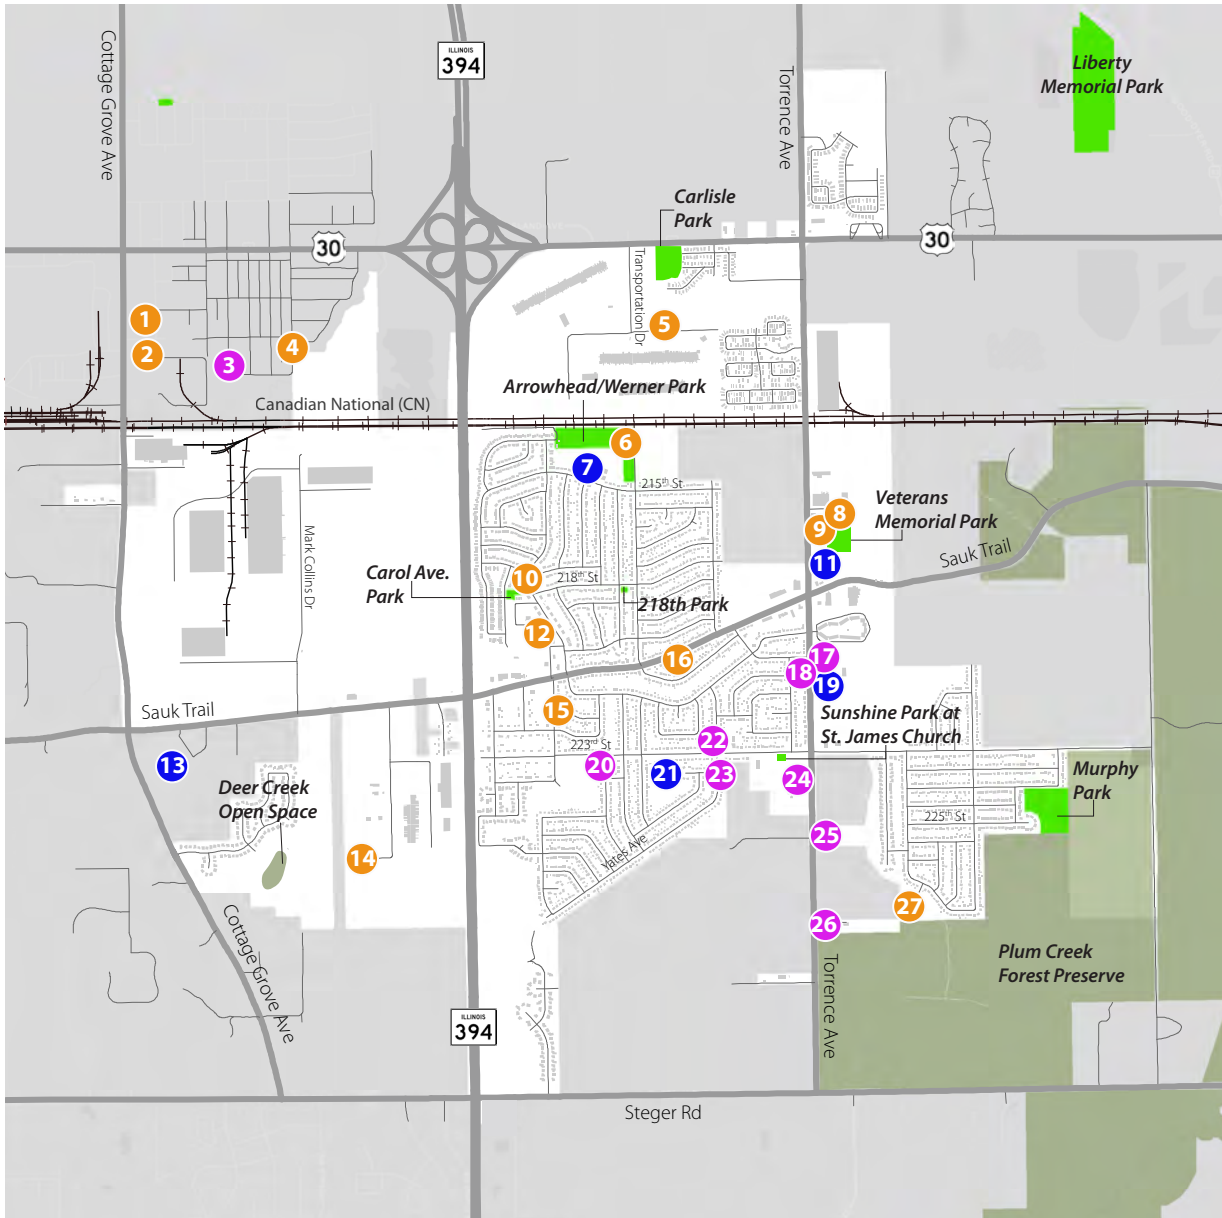 Cottage Grove Ave
ILLINOIS
394
Torrence Ave
Liberty
Memorial Park
Carlisle
Park
30
30
Transportation Dr
1
2
3
4
5
Arrowhead/Werner Park
Canadian National (CN)
6
7
215th St
8
9
Veterans
Memorial Park
11
Sauk Trail
Mark Collins Dr
Carol Ave.
Park
10
218th St
218th Park
12
16
17
18
19
Sauk Trail
15
Sunshine Park at
St. James Church
223rd St
22
20
21
23
24
13
Deer Creek
Open Space
Murphy
Park
225th St
25
Yates Ave
14
27
26
Cottage Grove Ave
Plum Creek
Forest Preserve
Torrence Ave
ILLINOIS
394
Steger Rd